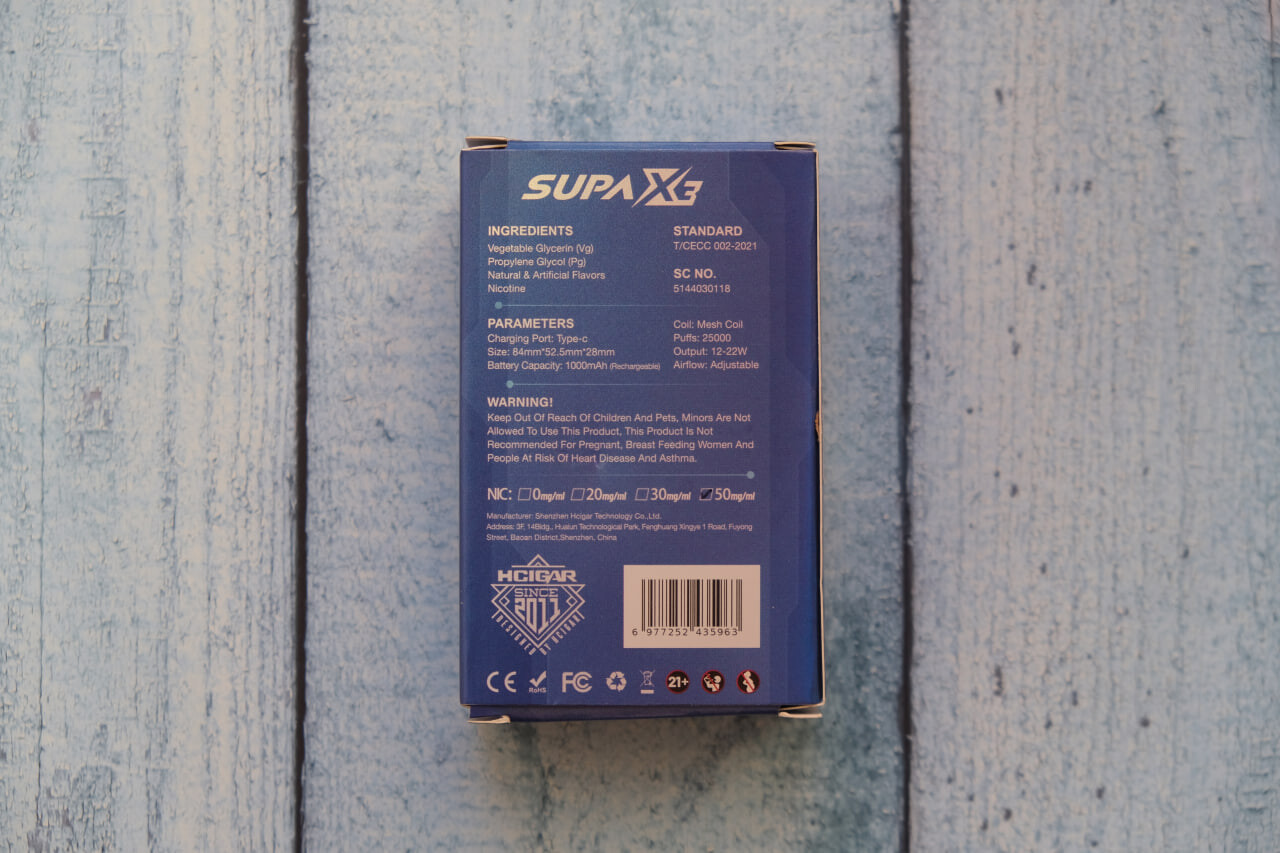 SUPA X3
INGREDIENTS
Vegetable Glycerin (Vg)
Propylene Glycol (Pg)
Natural & Artificial Flavors
Nicotine
STANDARD
T/CECC 002-2021
SC NO.
5144030118
PARAMETERS
Charging Port: Type-c
Size: 84mm*52.5mm*28mm
Battery Capacity: 1000mAh (Rechargeable)
Coil: Mesh Coil
Puffs: 25000
Output: 12-22W
Airflow: Adjustable
WARNING!
Keep Out Of Reach Of Children And Pets, Minors Are Not
Allowed To Use This Product, This Product Is Not
Recommended For Pregnant, Breast Feeding Women And
People At Risk Of Heart Disease And Asthma.
NIC: 0mg/ml 20mg/ml 30mg/ml 50mg/ml
Manufacturer: Shenzhen Hcigar Technology Co.,Ltd.
Address: 3F, 14Bldg., Hualun Technological Park, Fenghuang Xingye 1 Road, Fuyong
Street, Baoan District,Shenzhen, China
HCIGAR
SINCE
2011
DESIGNED BY HCIGAR
6 977252 435963
CE RoHS FC 21+